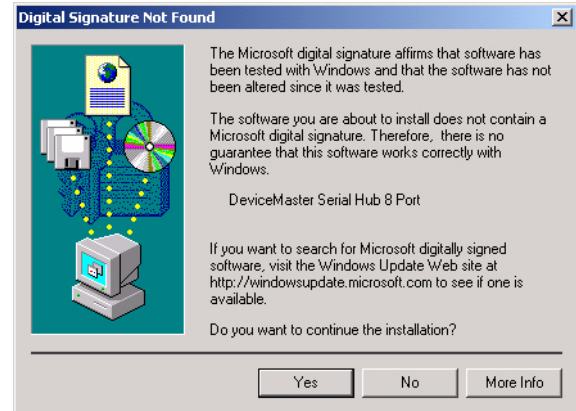 Digital Signature Not Found
The Microsoft digital signature affirms that software has
been tested with Windows and that the software has not
been altered since it was tested.
The software you are about to install does not contain a
Microsoft digital signature. Therefore, there is no
guarantee that this software works correctly with
Windows.
DeviceMaster Serial Hub 8 Port
If you want to search for Microsoft digitally signed
software, visit the Windows Update Web site at
http://windowsupdate.microsoft.com to see if one is
available.
Do you want to continue the installation?
Yes No More Info